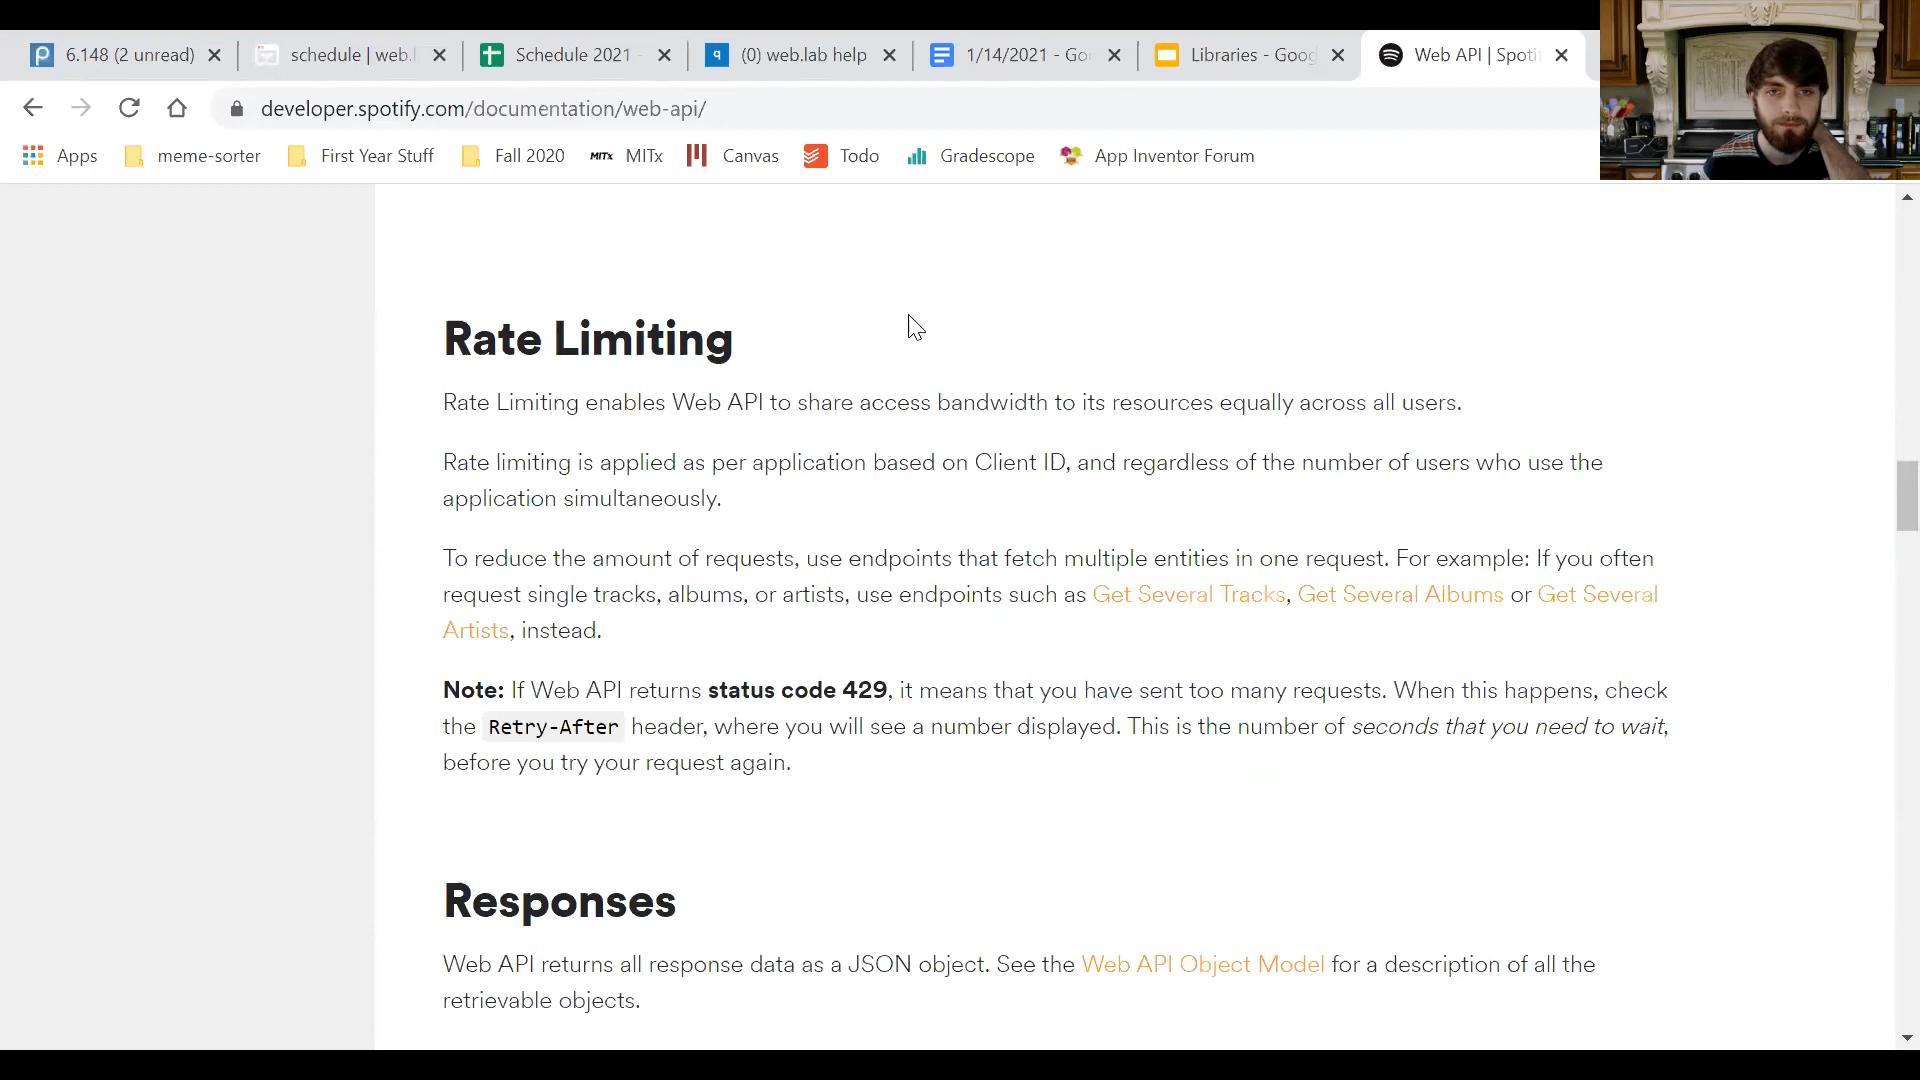 6.148 (2 unread)
schedule | web.l
Schedule 2021 -
(0) web.lab help
1/14/2021 - Go
Libraries - Goog
Web API | Spoti
developer.spotify.com/documentation/web-api/
Apps
meme-sorter
First Year Stuff
Fall 2020
MITx MITx
Canvas
Todo
Gradescope
App Inventor Forum
Rate Limiting
Rate Limiting enables Web API to share access bandwidth to its resources equally across all users.
Rate limiting is applied as per application based on Client ID, and regardless of the number of users who use the
application simultaneously.
To reduce the amount of requests, use endpoints that fetch multiple entities in one request. For example: If you often
request single tracks, albums, or artists, use endpoints such as Get Several Tracks, Get Several Albums or Get Several
Artists, instead.
Note: If Web API returns status code 429, it means that you have sent too many requests. When this happens, check
the Retry-After header, where you will see a number displayed. This is the number of seconds that you need to wait,
before you try your request again.
Responses
Web API returns all response data as a JSON object. See the Web API Object Model for a description of all the
retrievable objects.